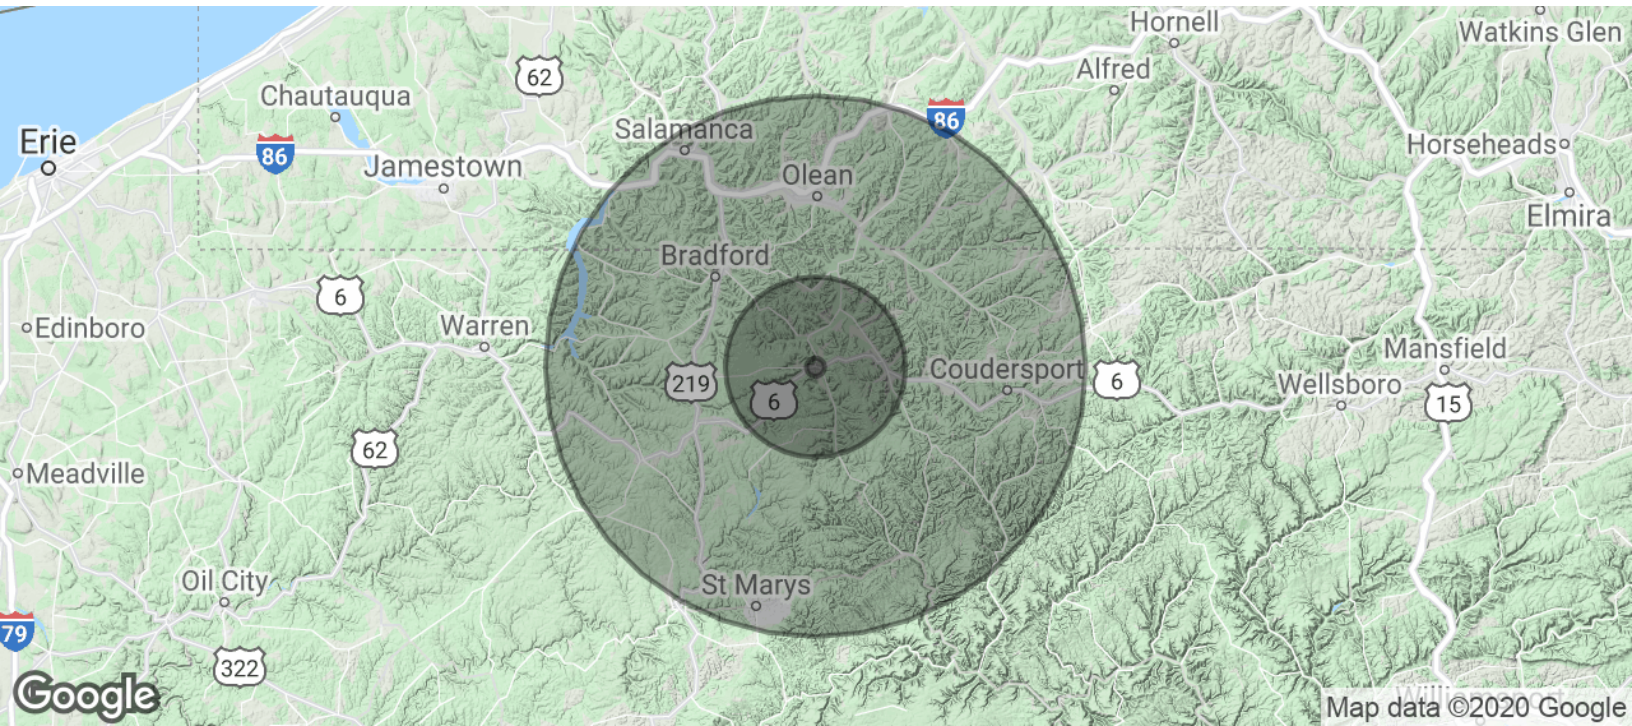 Hornell
Watkins Glen
62
Alfred
Chautauqua
86
Salamanca
Erie
86
Horseheads
Jamestown
Olean
Elmira
Bradford
6
Edinboro
Warren
Mansfield
Coudersport
219
6
Wellsboro
6
15
62
Meadville
Oil City
St Marys
79
322
Google
Williamsport
Map data ©2020 Google